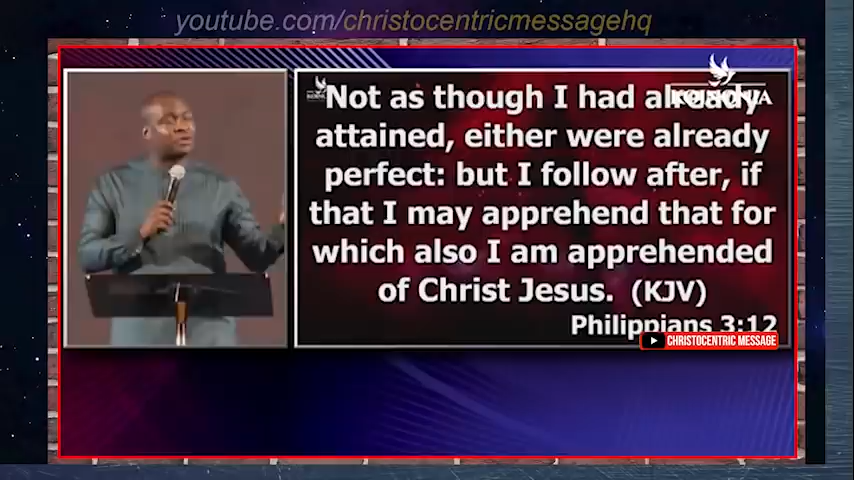 youtube.com/christocentricmessagehq
KOINONIA
Not as though I had already
attained, either were already
perfect: but I follow after, if
that I may apprehend that for
which also I am apprehended
of Christ Jesus. (KJV)
Philippians 3:12
CHRISTOCENTRIC MESSAGE